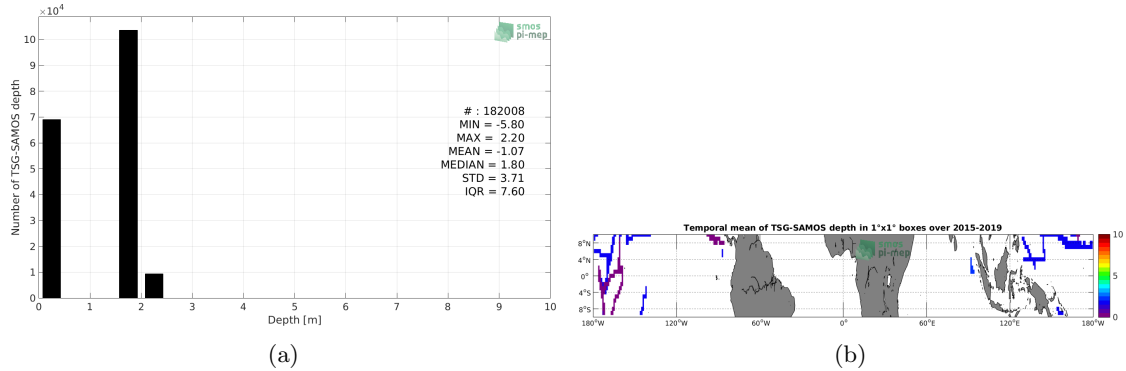 ×10⁴
smos
pi-mep
10
9
8
7
6
5
4
3
2
1
0
Number of TSG-SAMOS depth
# : 182008
MIN = -5.80
MAX = 2.20
MEAN = -1.07
MEDIAN = 1.80
STD = 3.71
IQR = 7.60
0 1 2 3 4 5 6 7 8 9 10
Depth [m]
(a)
Temporal mean of TSG-SAMOS depth in 1°x1° boxes over 2015-2019
smos
pi-mep
8°N
4°N
0°
4°S
8°S
180°W 120°W 60°W 0° 60°E 120°E 180°W
10
5
0
(b)